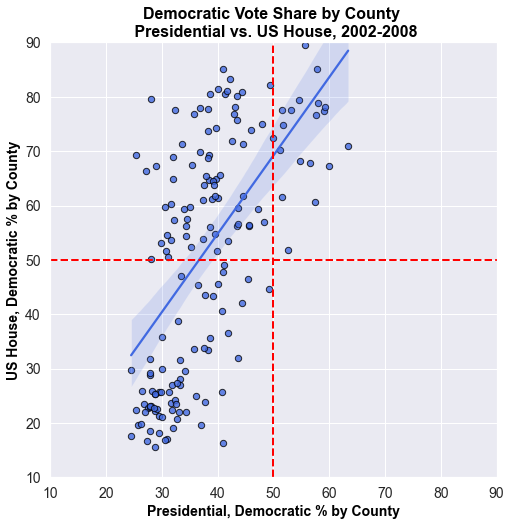 Democratic Vote Share by County
Presidential vs. US House, 2002-2008
90
80
70
60
50
40
30
20
10
US House, Democratic % by County
10 20 30 40 50 60 70 80 90
Presidential, Democratic % by County